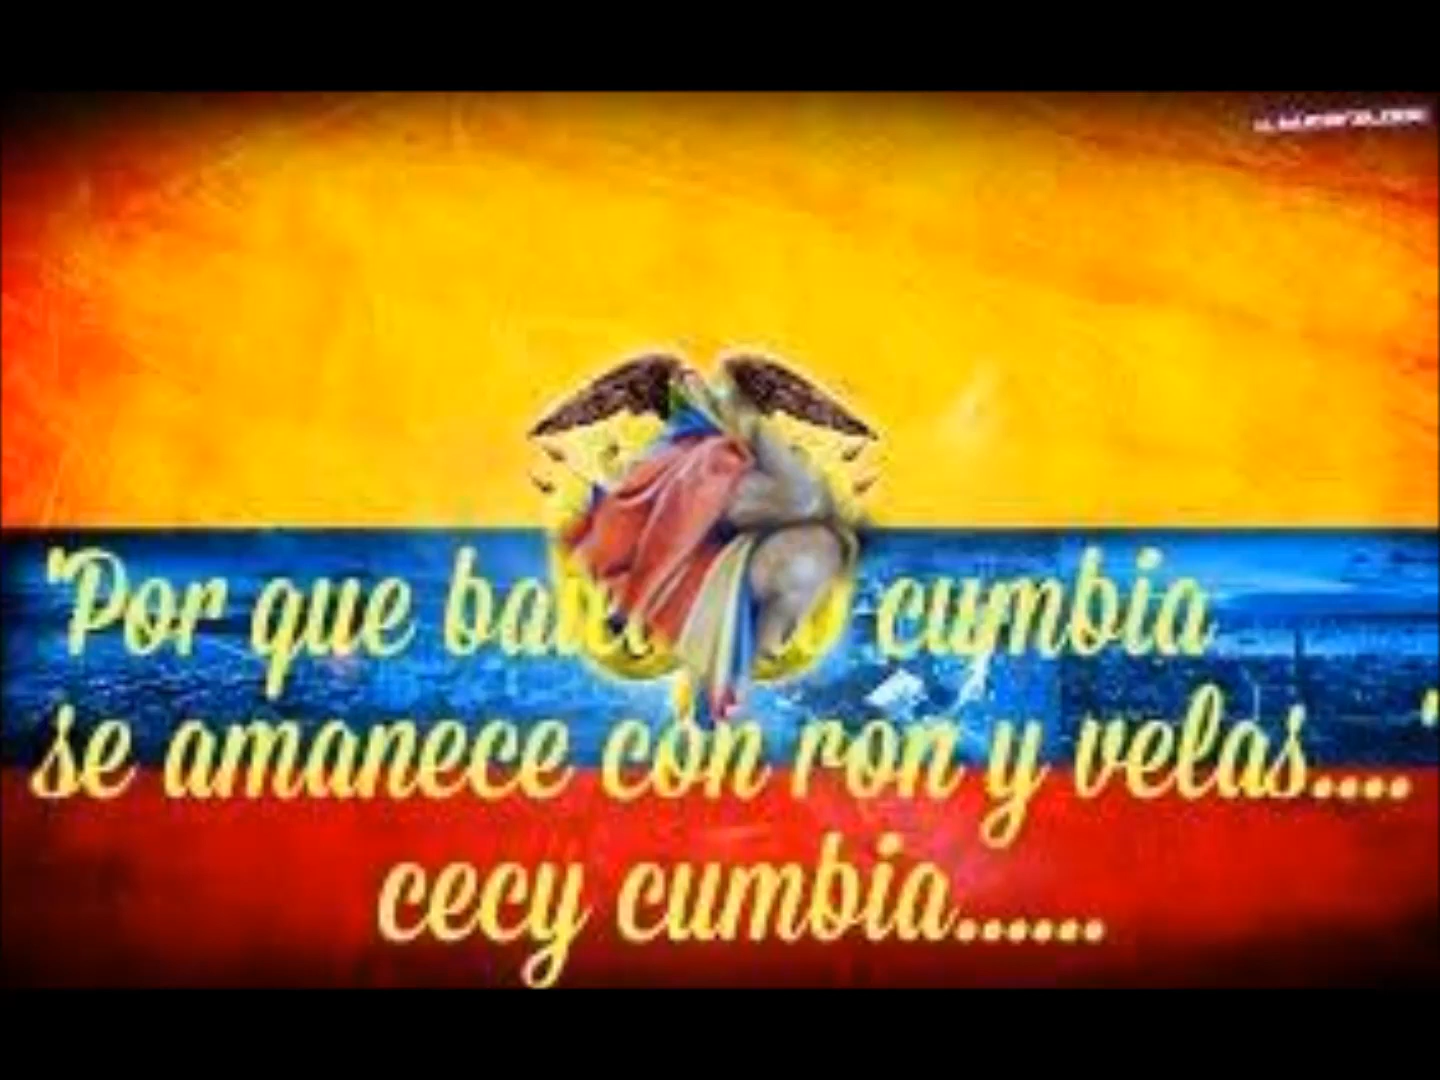 "Por que cumbia
se amanece con ron y velas...."
cecy cumbia......